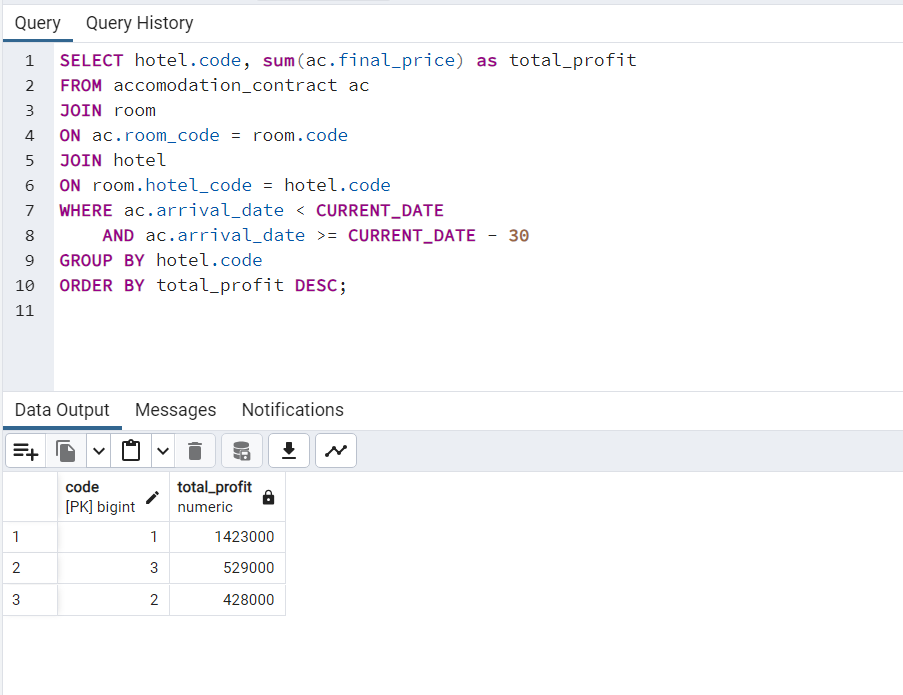 Query Query History
1 SELECT hotel.code, sum(ac.final_price) as total_profit
2 FROM accomodation_contract ac
3 JOIN room
4 ON ac.room_code = room.code
5 JOIN hotel
6 ON room.hotel_code = hotel.code
7 WHERE ac.arrival_date < CURRENT_DATE
8     AND ac.arrival_date >= CURRENT_DATE - 30
9 GROUP BY hotel.code
10 ORDER BY total_profit DESC;
11
Data Output Messages Notifications
code total_profit
[PK] bigint numeric
1 1 1423000
2 3 529000
3 2 428000